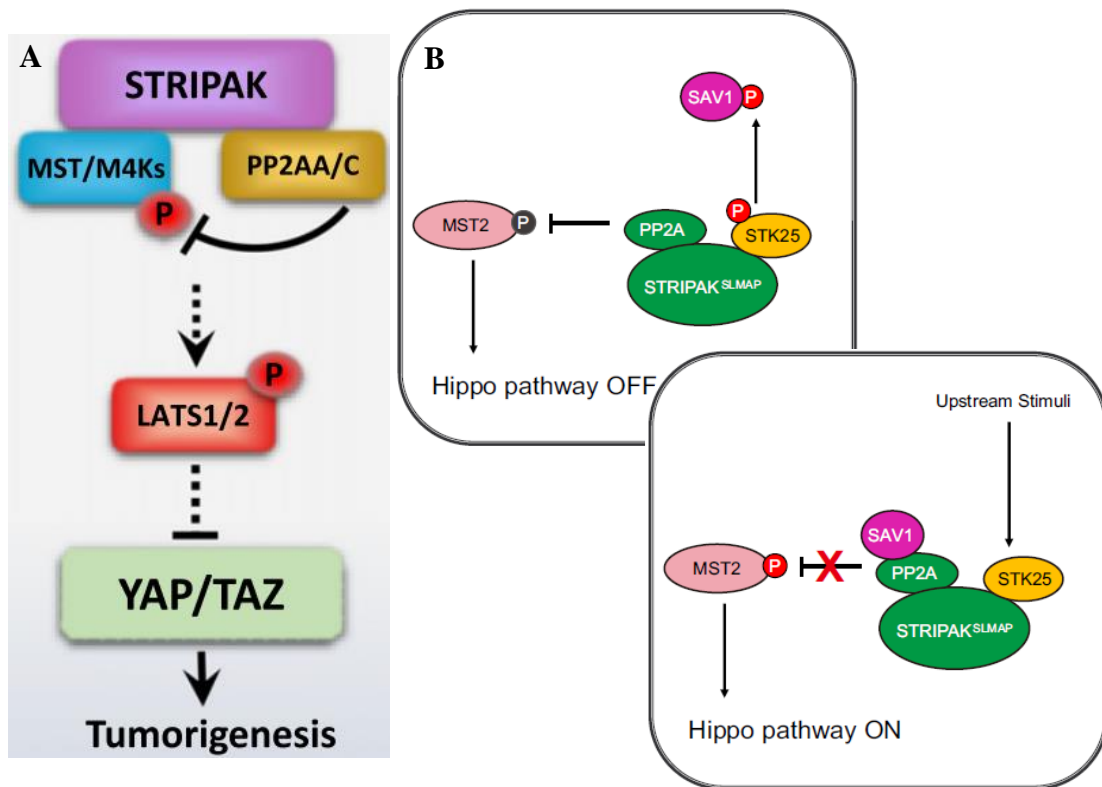 A
STRIPAK
MST/M4Ks
PP2AA/C
P
P
LATS1/2
YAP/TAZ
Tumorigenesis
B
SAV1
P
P
MST2
P
PP2A
STK25
STRIPAK^SLMAP
Hippo pathway OFF
Upstream Stimuli
SAV1
MST2
P
X
PP2A
STK25
STRIPAK^SLMAP
Hippo pathway ON